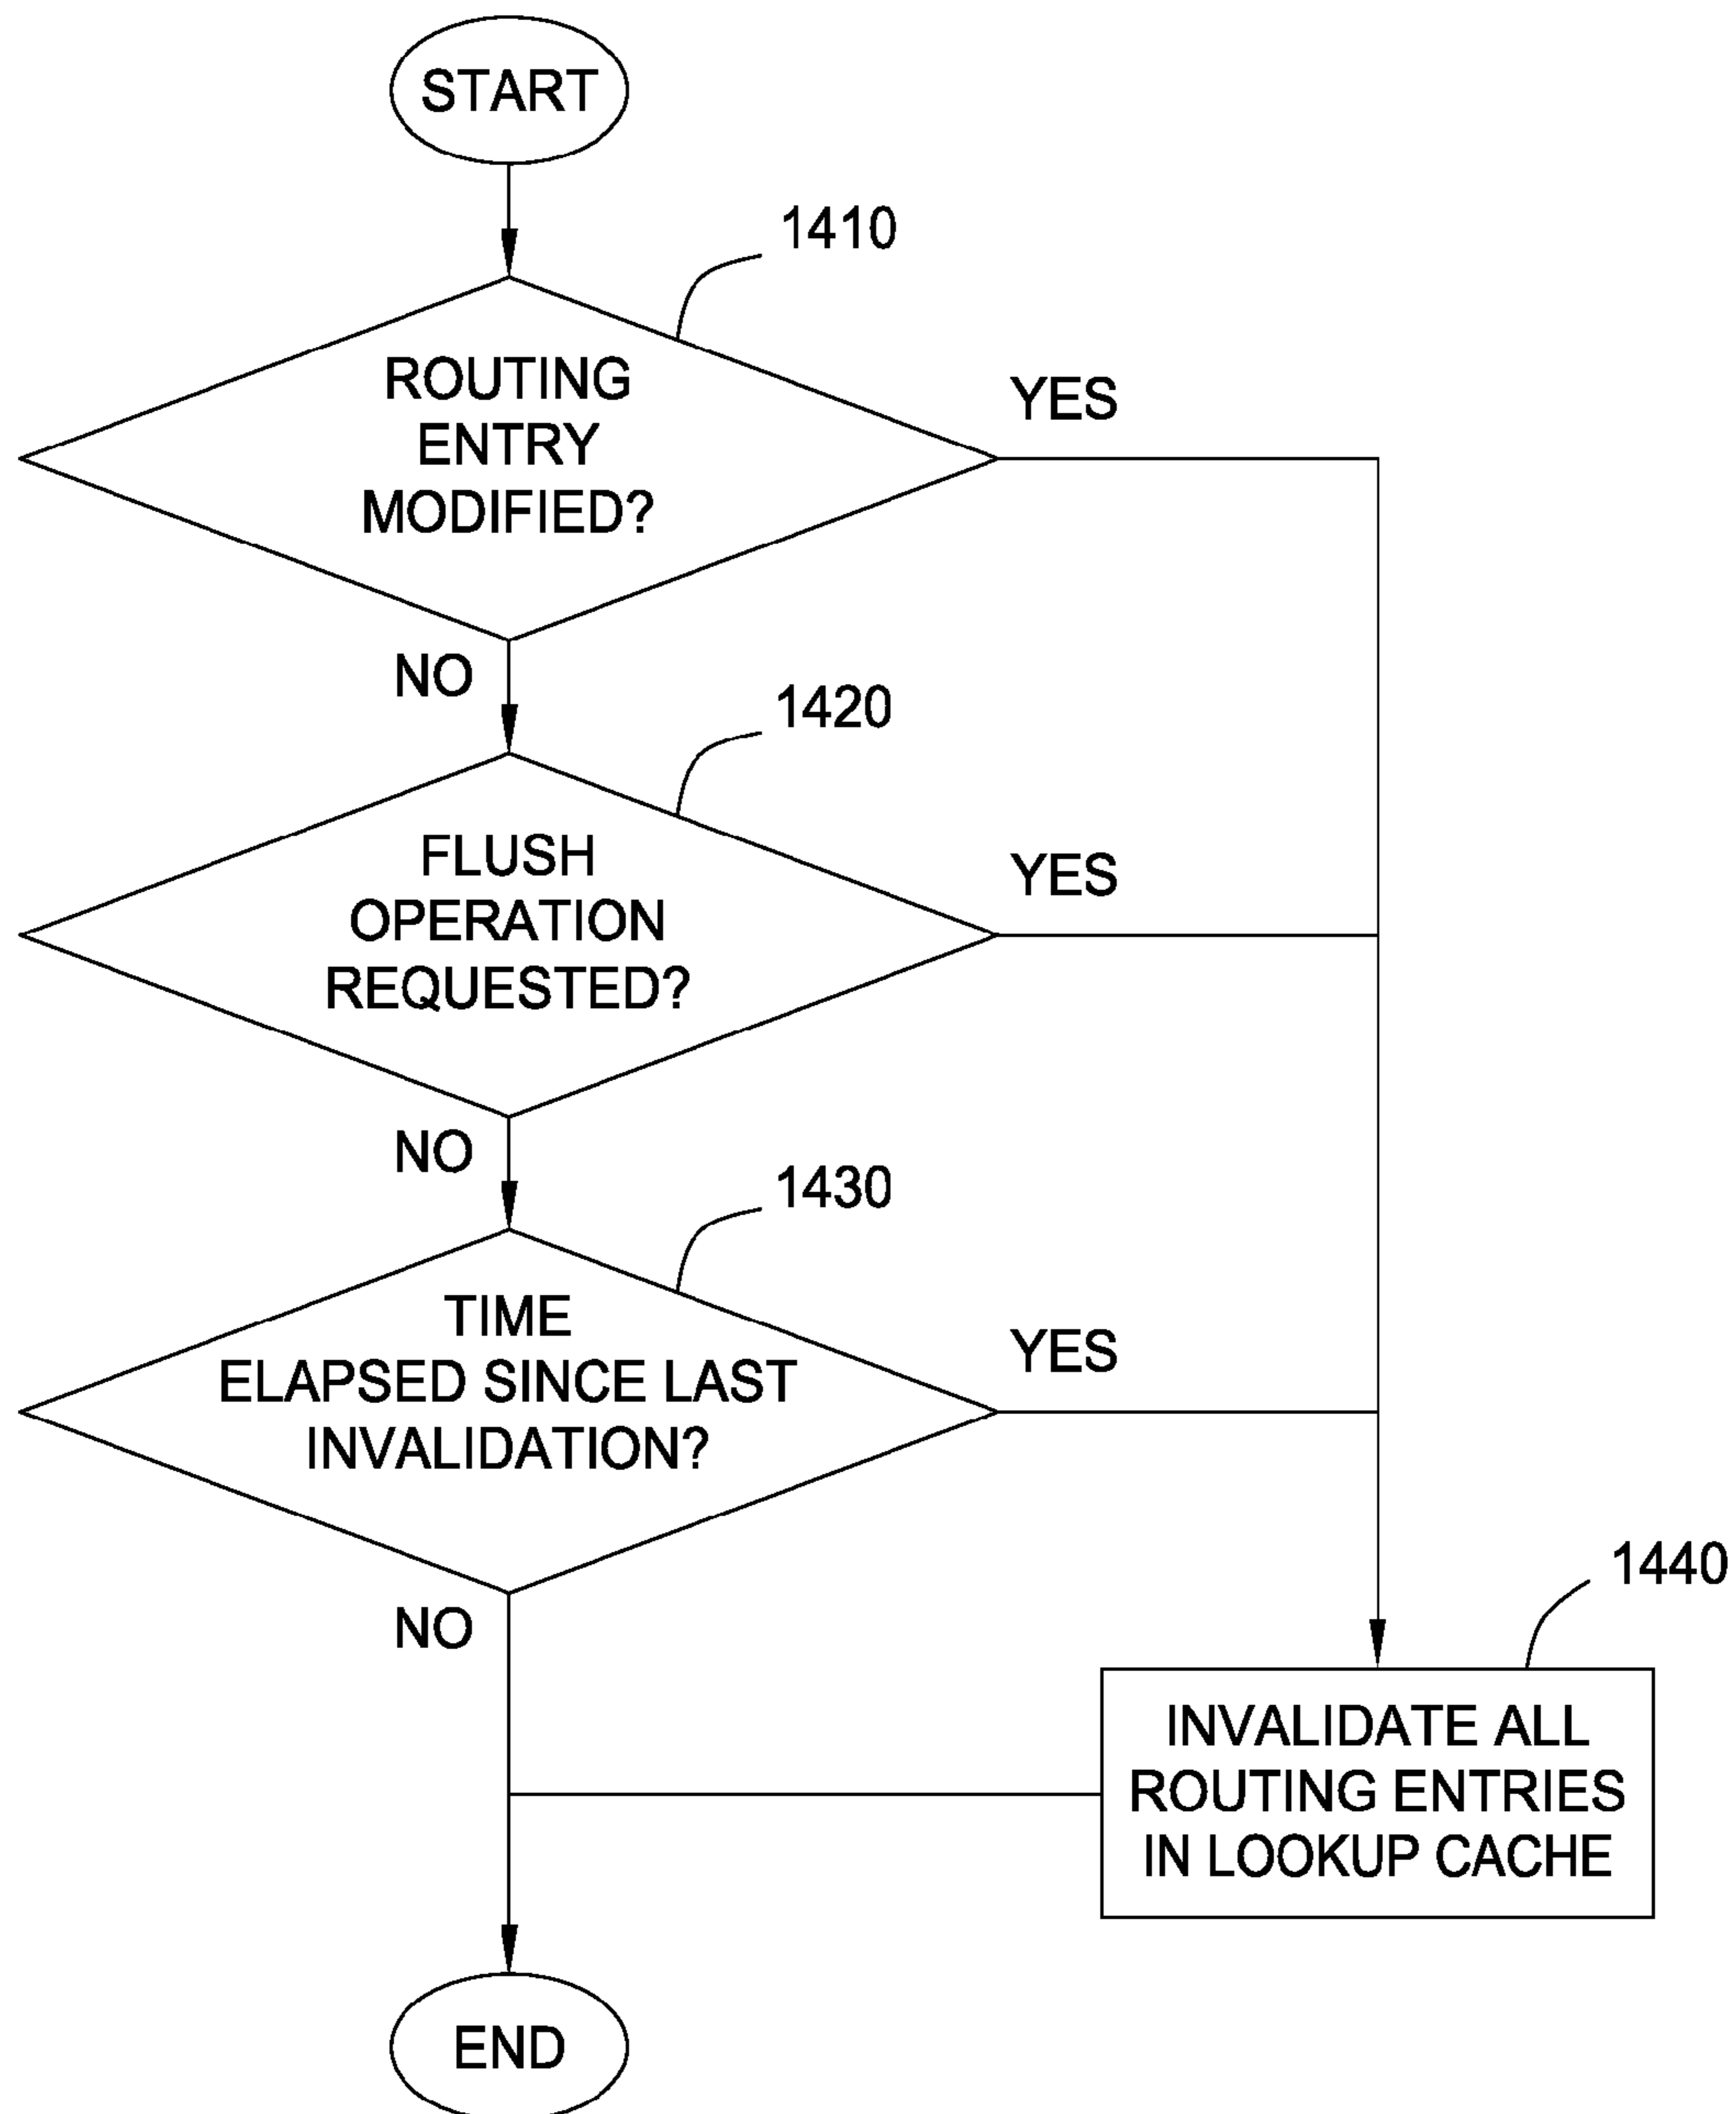 START
1410
ROUTING
ENTRY
MODIFIED?
YES
NO
1420
FLUSH
OPERATION
REQUESTED?
YES
NO
1430
TIME
ELAPSED SINCE LAST
INVALIDATION?
YES
NO
1440
INVALIDATE ALL
ROUTING ENTRIES
IN LOOKUP CACHE
END